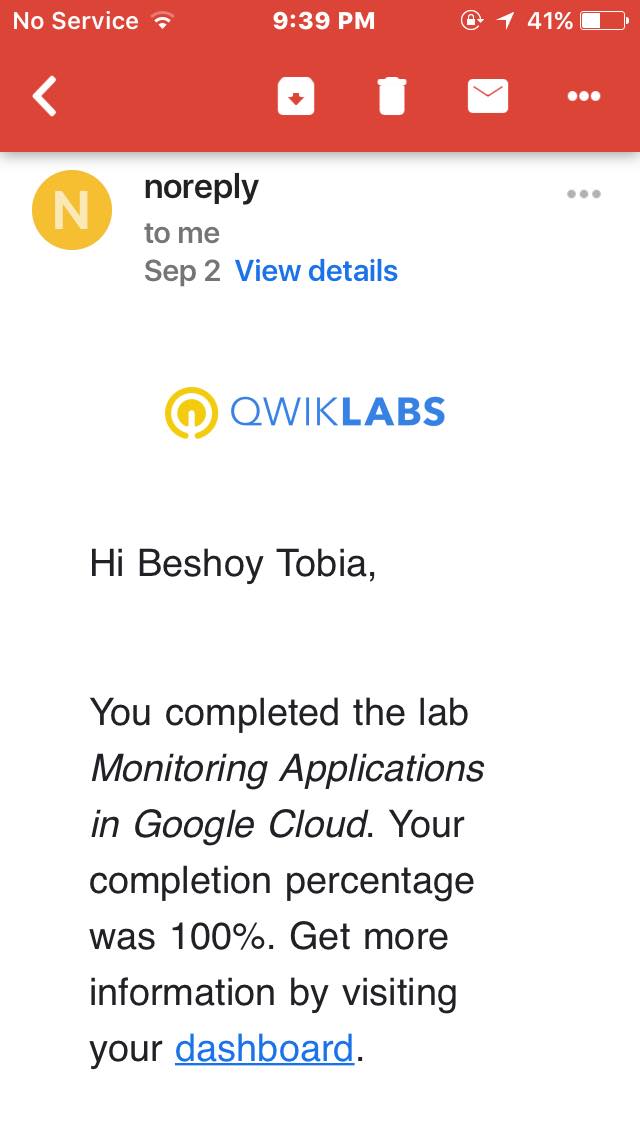 No Service 9:39 PM 41%
N
noreply
to me
Sep 2 View details
QWIKLABS
Hi Beshoy Tobia,
You completed the lab
Monitoring Applications
in Google Cloud. Your
completion percentage
was 100%. Get more
information by visiting
your dashboard.